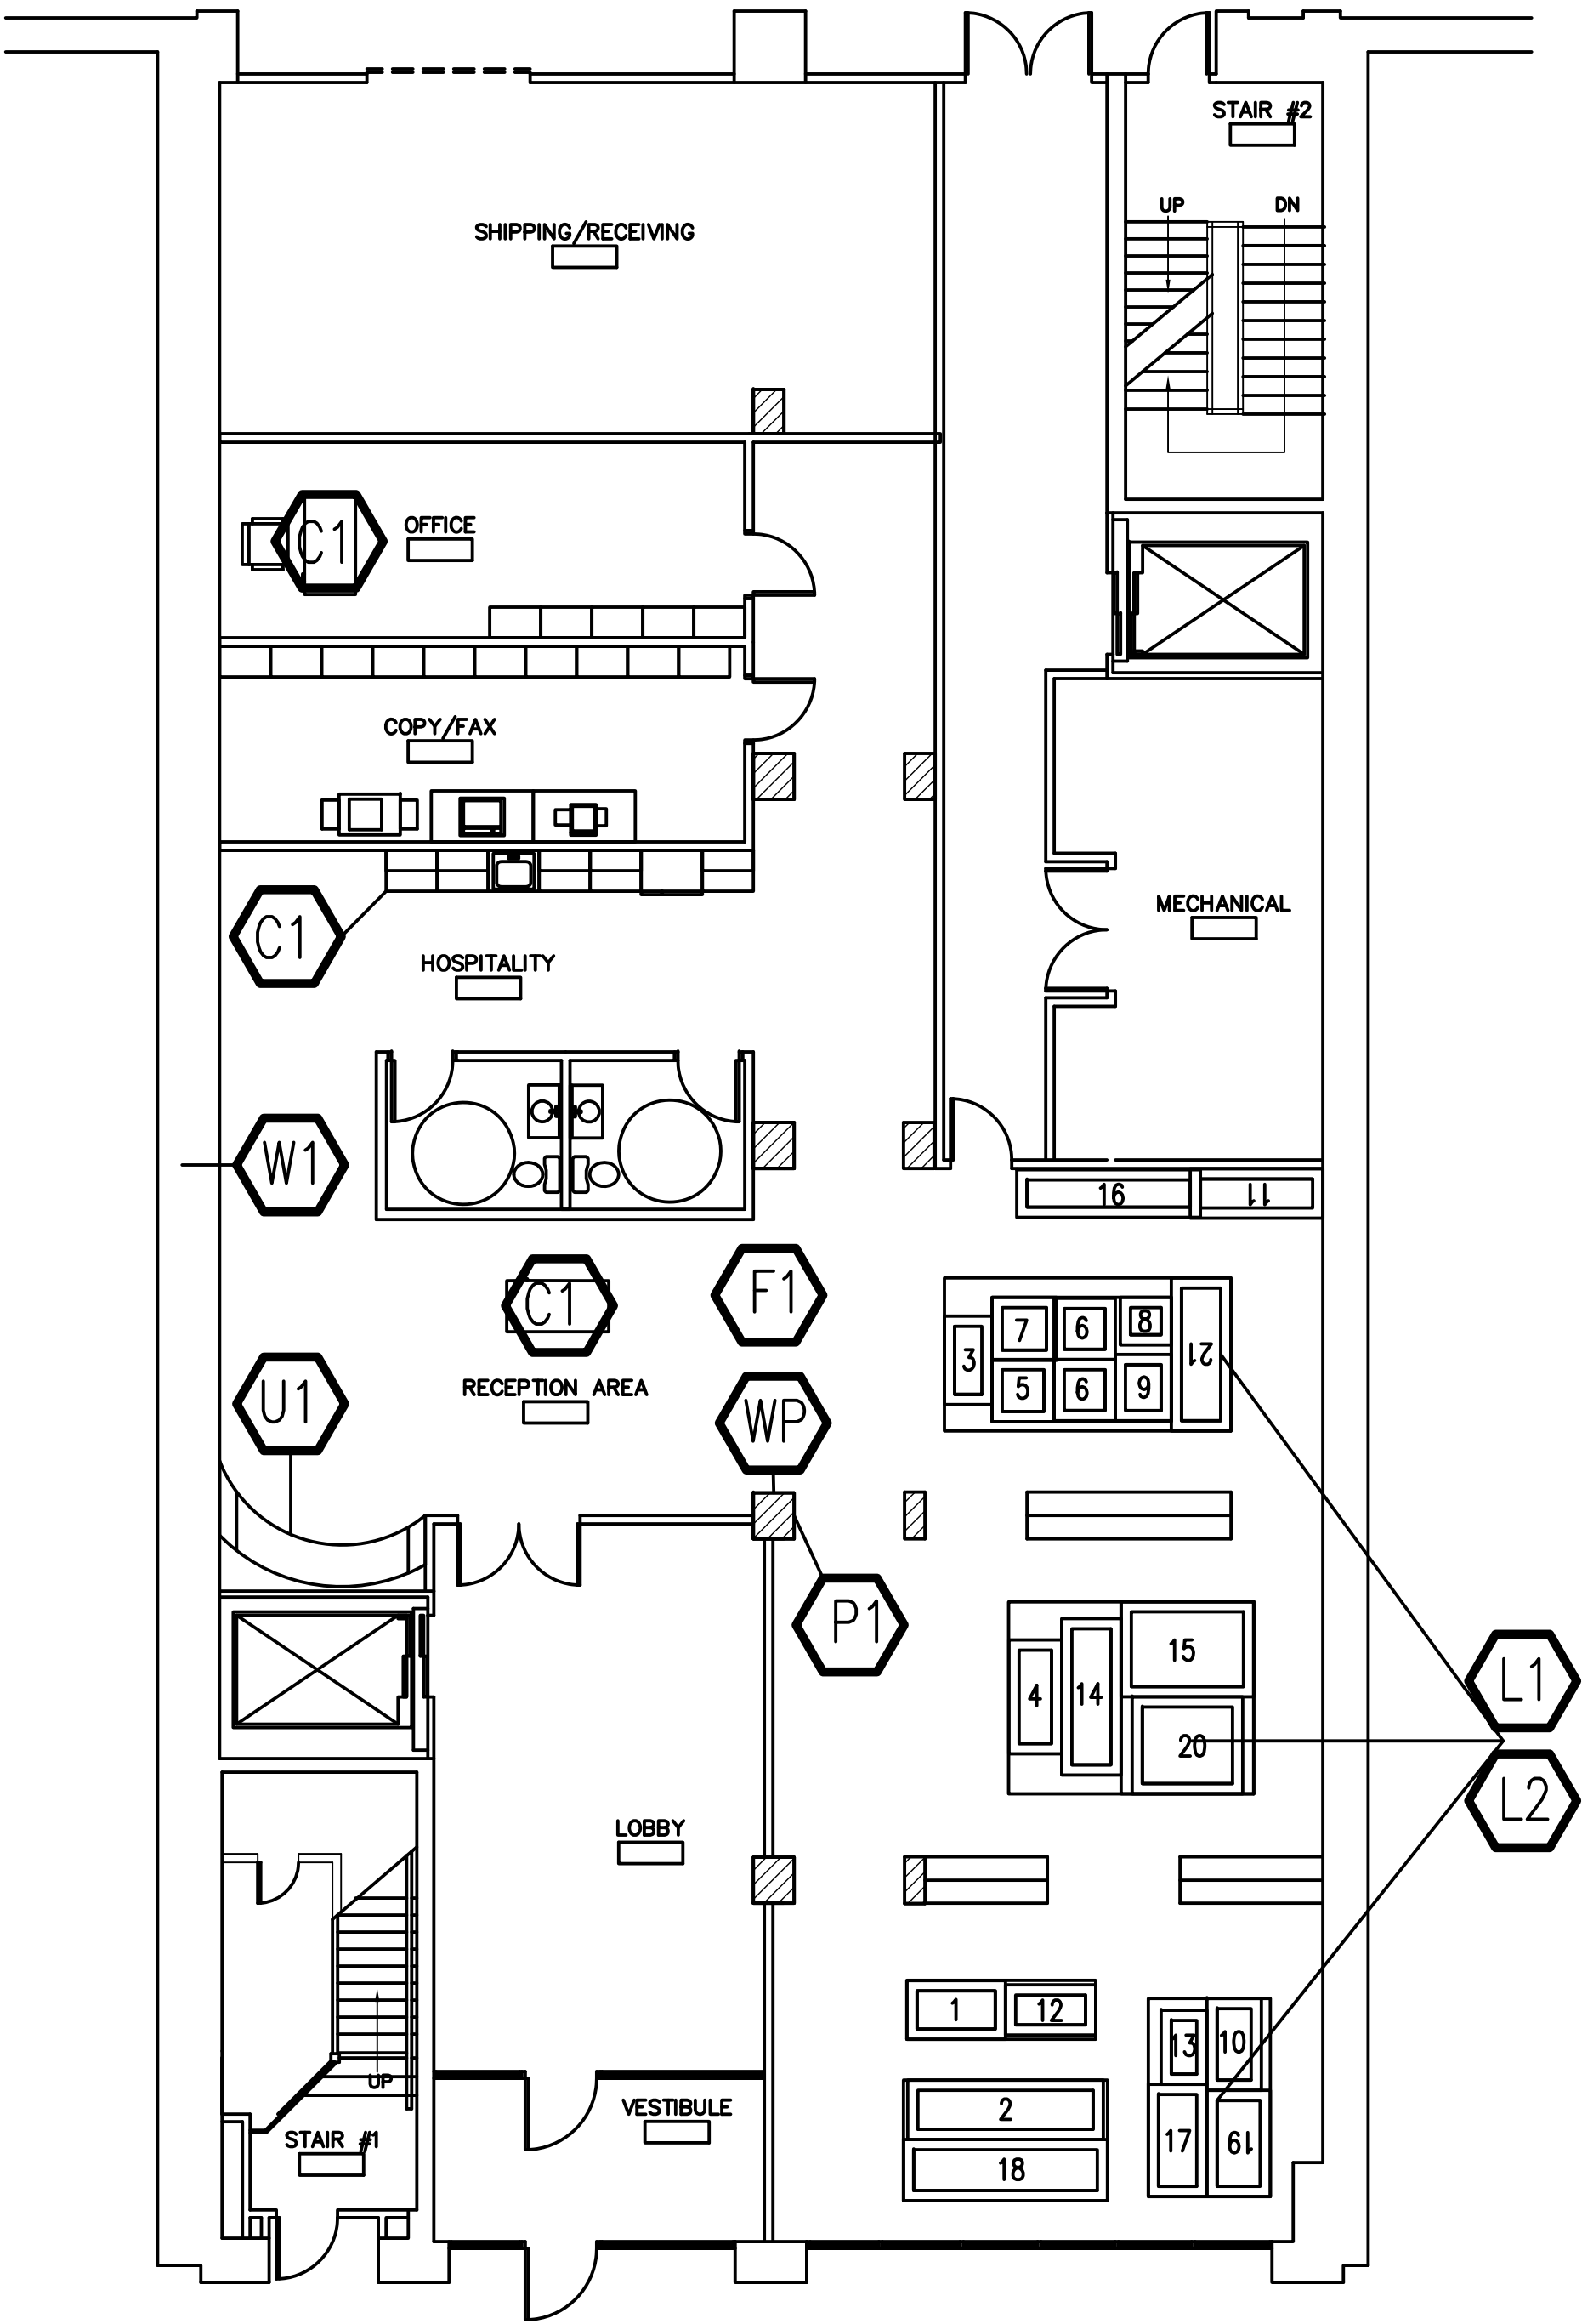 STAIR #2
UP DN
SHIPPING/RECEIVING
C1 OFFICE
COPY/FAX
MECHANICAL
C1
HOSPITALITY
W1
16 11
F1
C1
7 6 8
3 21
5 6 9
RECEPTION AREA
U1
WP
P1
15
4 14
20
L1
L2
LOBBY
1 12
13 10
UP
2
VESTIBULE
17 19
STAIR #1
18